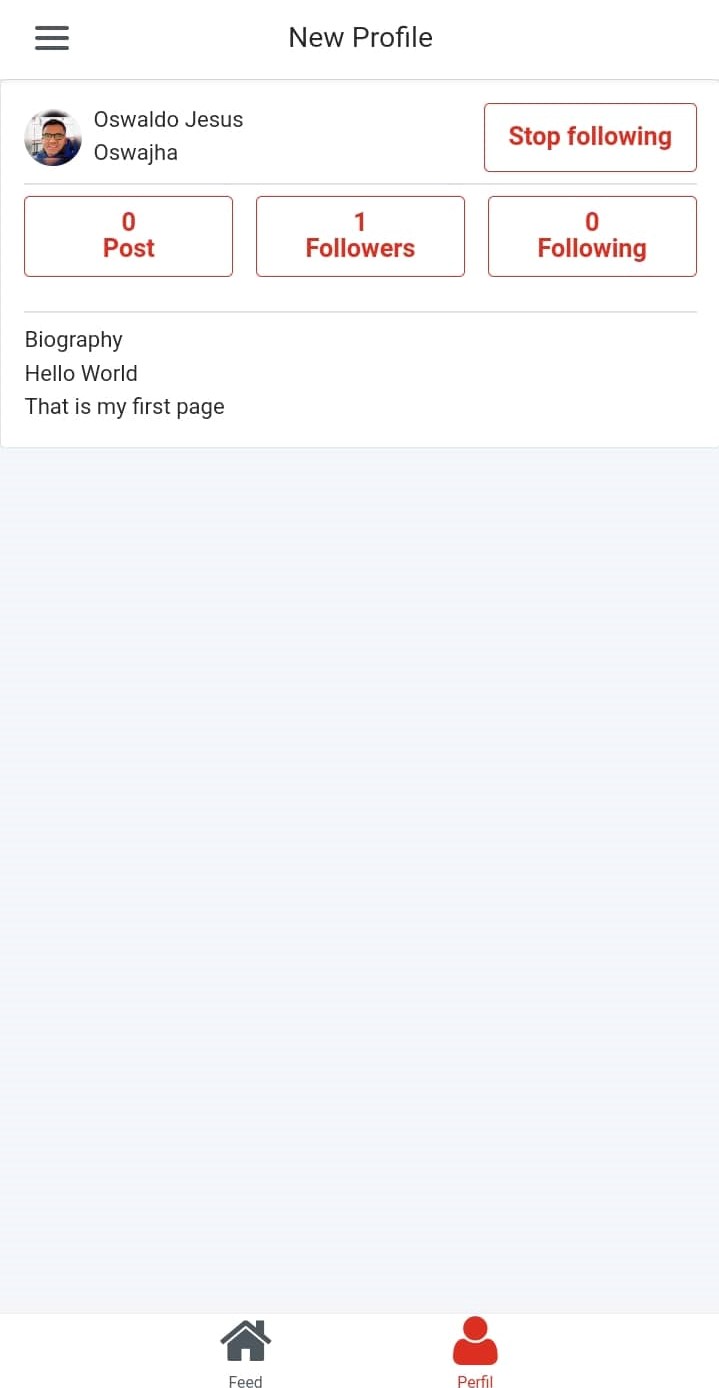 New Profile
Oswaldo Jesus
Oswajha
Stop following
0
Post
1
Followers
0
Following
Biography
Hello World
That is my first page
Feed
Perfil